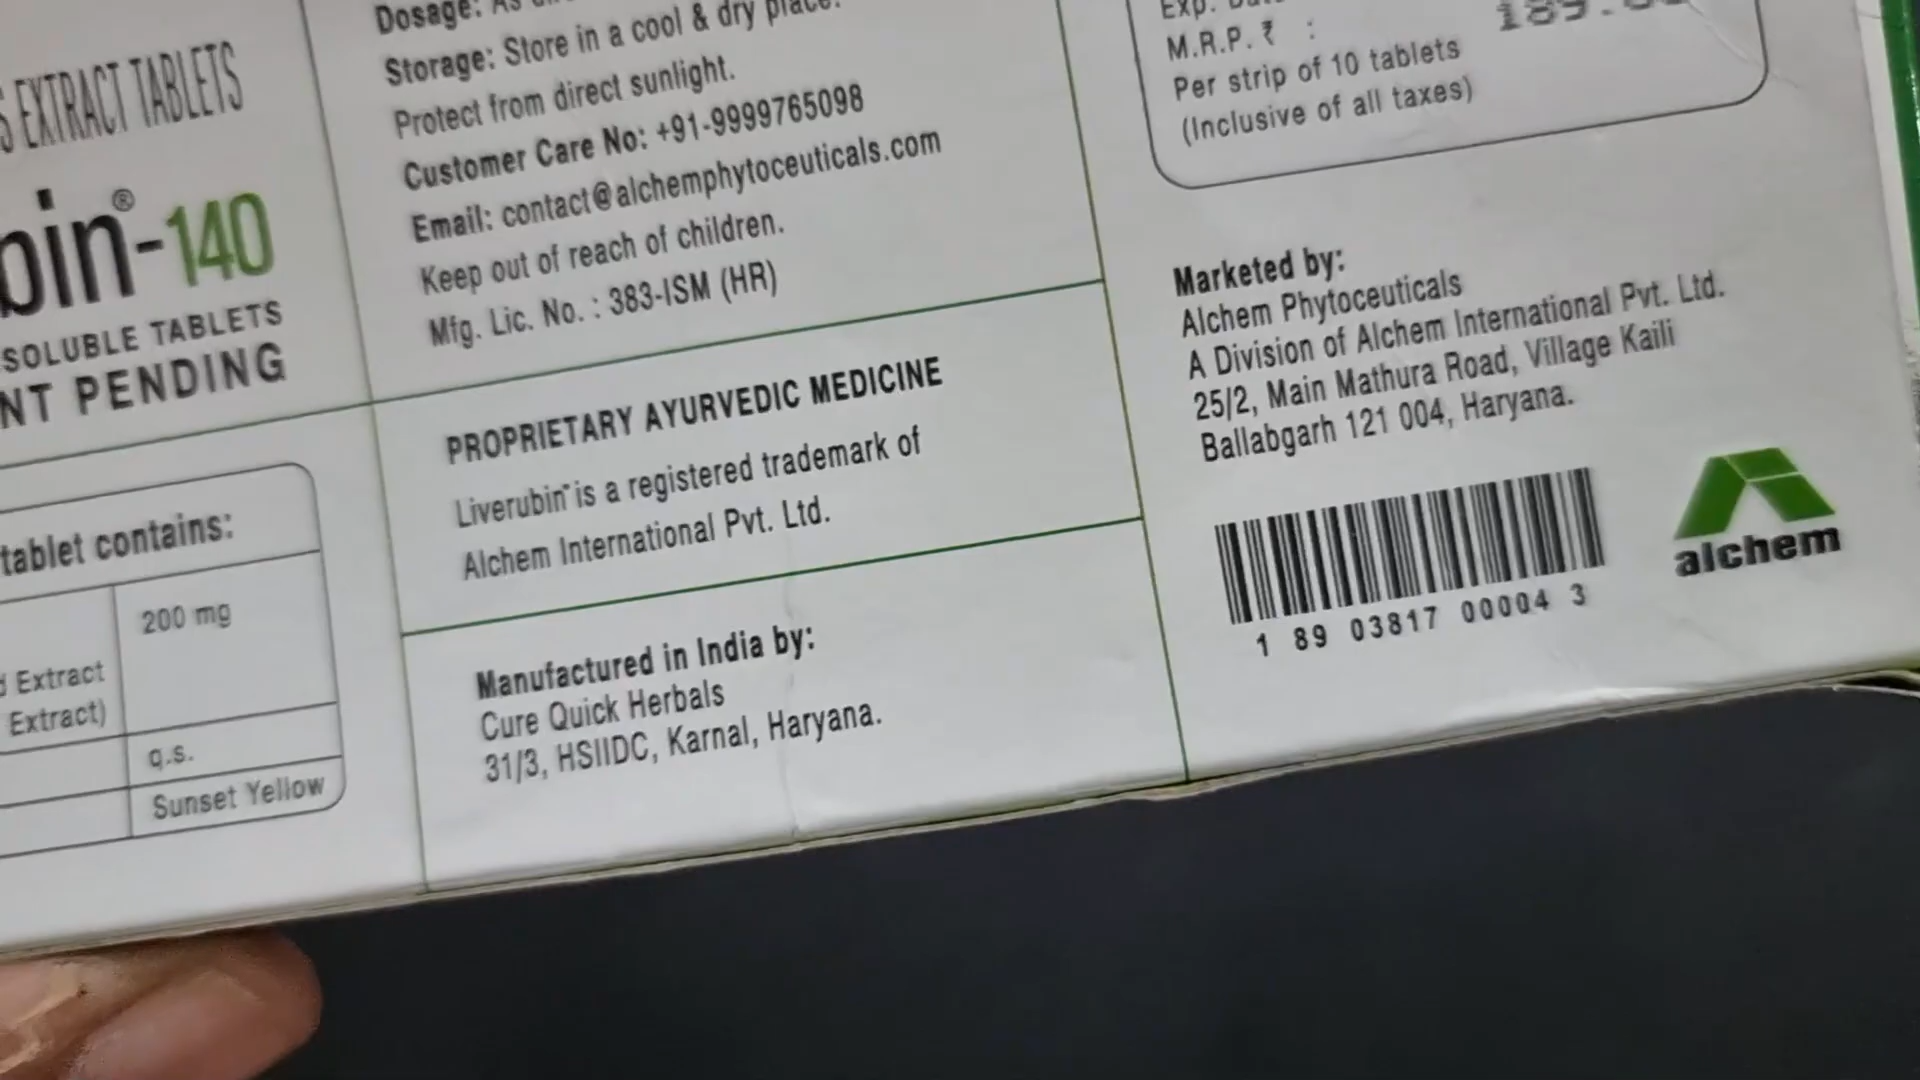 EXTRACT TABLETS
bin®-140
SOLUBLE TABLETS
NT PENDING
tablet contains:
200 mg
Extract
Extract)
q.s.
Sunset Yellow
Dosage: As
Storage: Store in a cool & dry place.
Protect from direct sunlight.
Customer Care No: +91-9999765098
Email: contact@alchemphytoceuticals.com
Keep out of reach of children.
Mfg. Lic. No. : 383-ISM (HR)
PROPRIETARY AYURVEDIC MEDICINE
Liverubin is a registered trademark of
Alchem International Pvt. Ltd.
Manufactured in India by:
Cure Quick Herbals
31/3, HSIIDC, Karnal, Haryana.
Exp.
M.R.P. ₹ :
Per strip of 10 tablets
(Inclusive of all taxes)
Marketed by:
Alchem Phytoceuticals
A Division of Alchem International Pvt. Ltd.
25/2, Main Mathura Road, Village Kaili
Ballabgarh 121 004, Haryana.
1 89 03817 00004 3
alchem